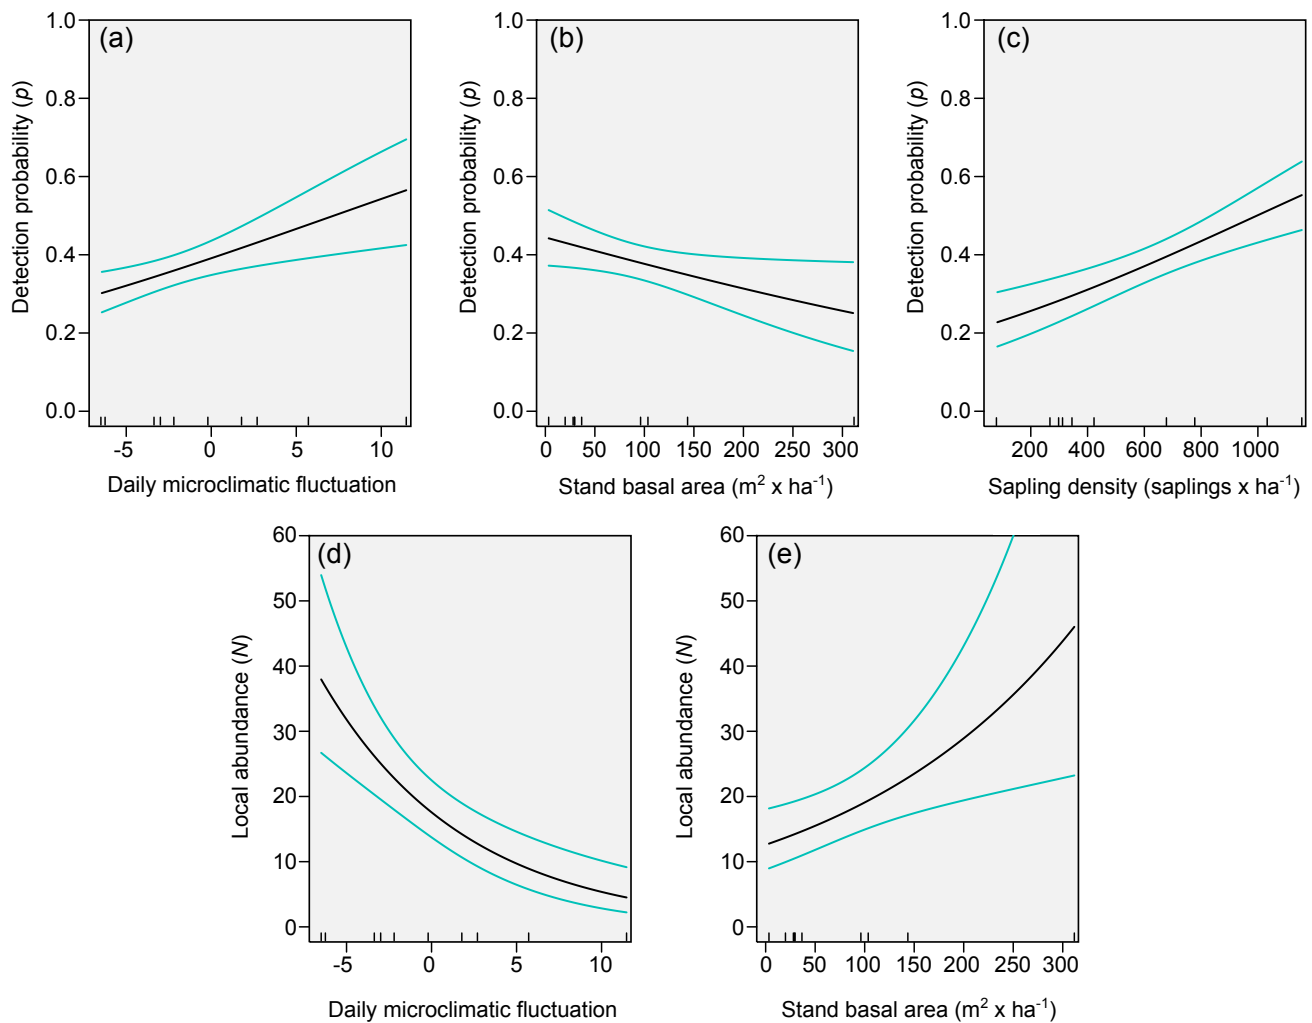 (a)
Detection probability (p)
1.0
0.8
0.6
0.4
0.2
0.0
-5 0 5 10
Daily microclimatic fluctuation
(b)
Detection probability (p)
1.0
0.8
0.6
0.4
0.2
0.0
0 50 100 150 200 250 300
Stand basal area (m² x ha⁻¹)
(c)
Detection probability (p)
1.0
0.8
0.6
0.4
0.2
0.0
200 400 600 800 1000
Sapling density (saplings x ha⁻¹)
(d)
Local abundance (N)
60
50
40
30
20
10
0
-5 0 5 10
Daily microclimatic fluctuation
(e)
Local abundance (N)
60
50
40
30
20
10
0
0 50 100 150 200 250 300
Stand basal area (m² x ha⁻¹)